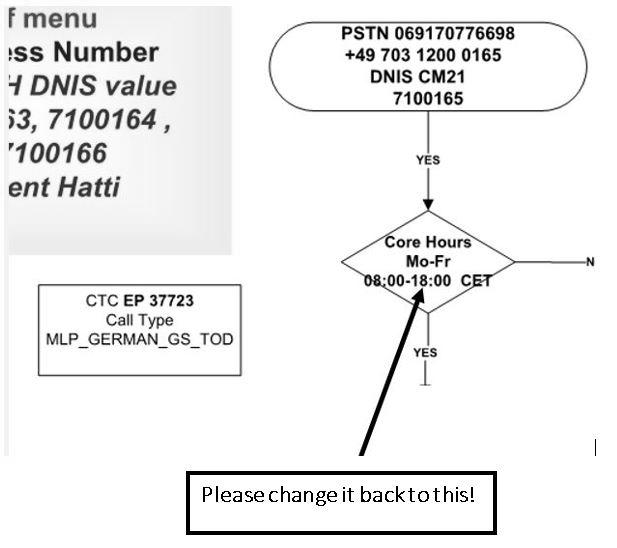 f menu
ess Number
H DNIS value
63, 7100164 ,
7100166
ent Hatti
PSTN 069170776698
+49 703 1200 0165
DNIS CM21
7100165
YES
Core Hours
Mo-Fr
08:00-18:00 CET
N
YES
CTC EP 37723
Call Type
MLP_GERMAN_GS_TOD
Please change it back to this!